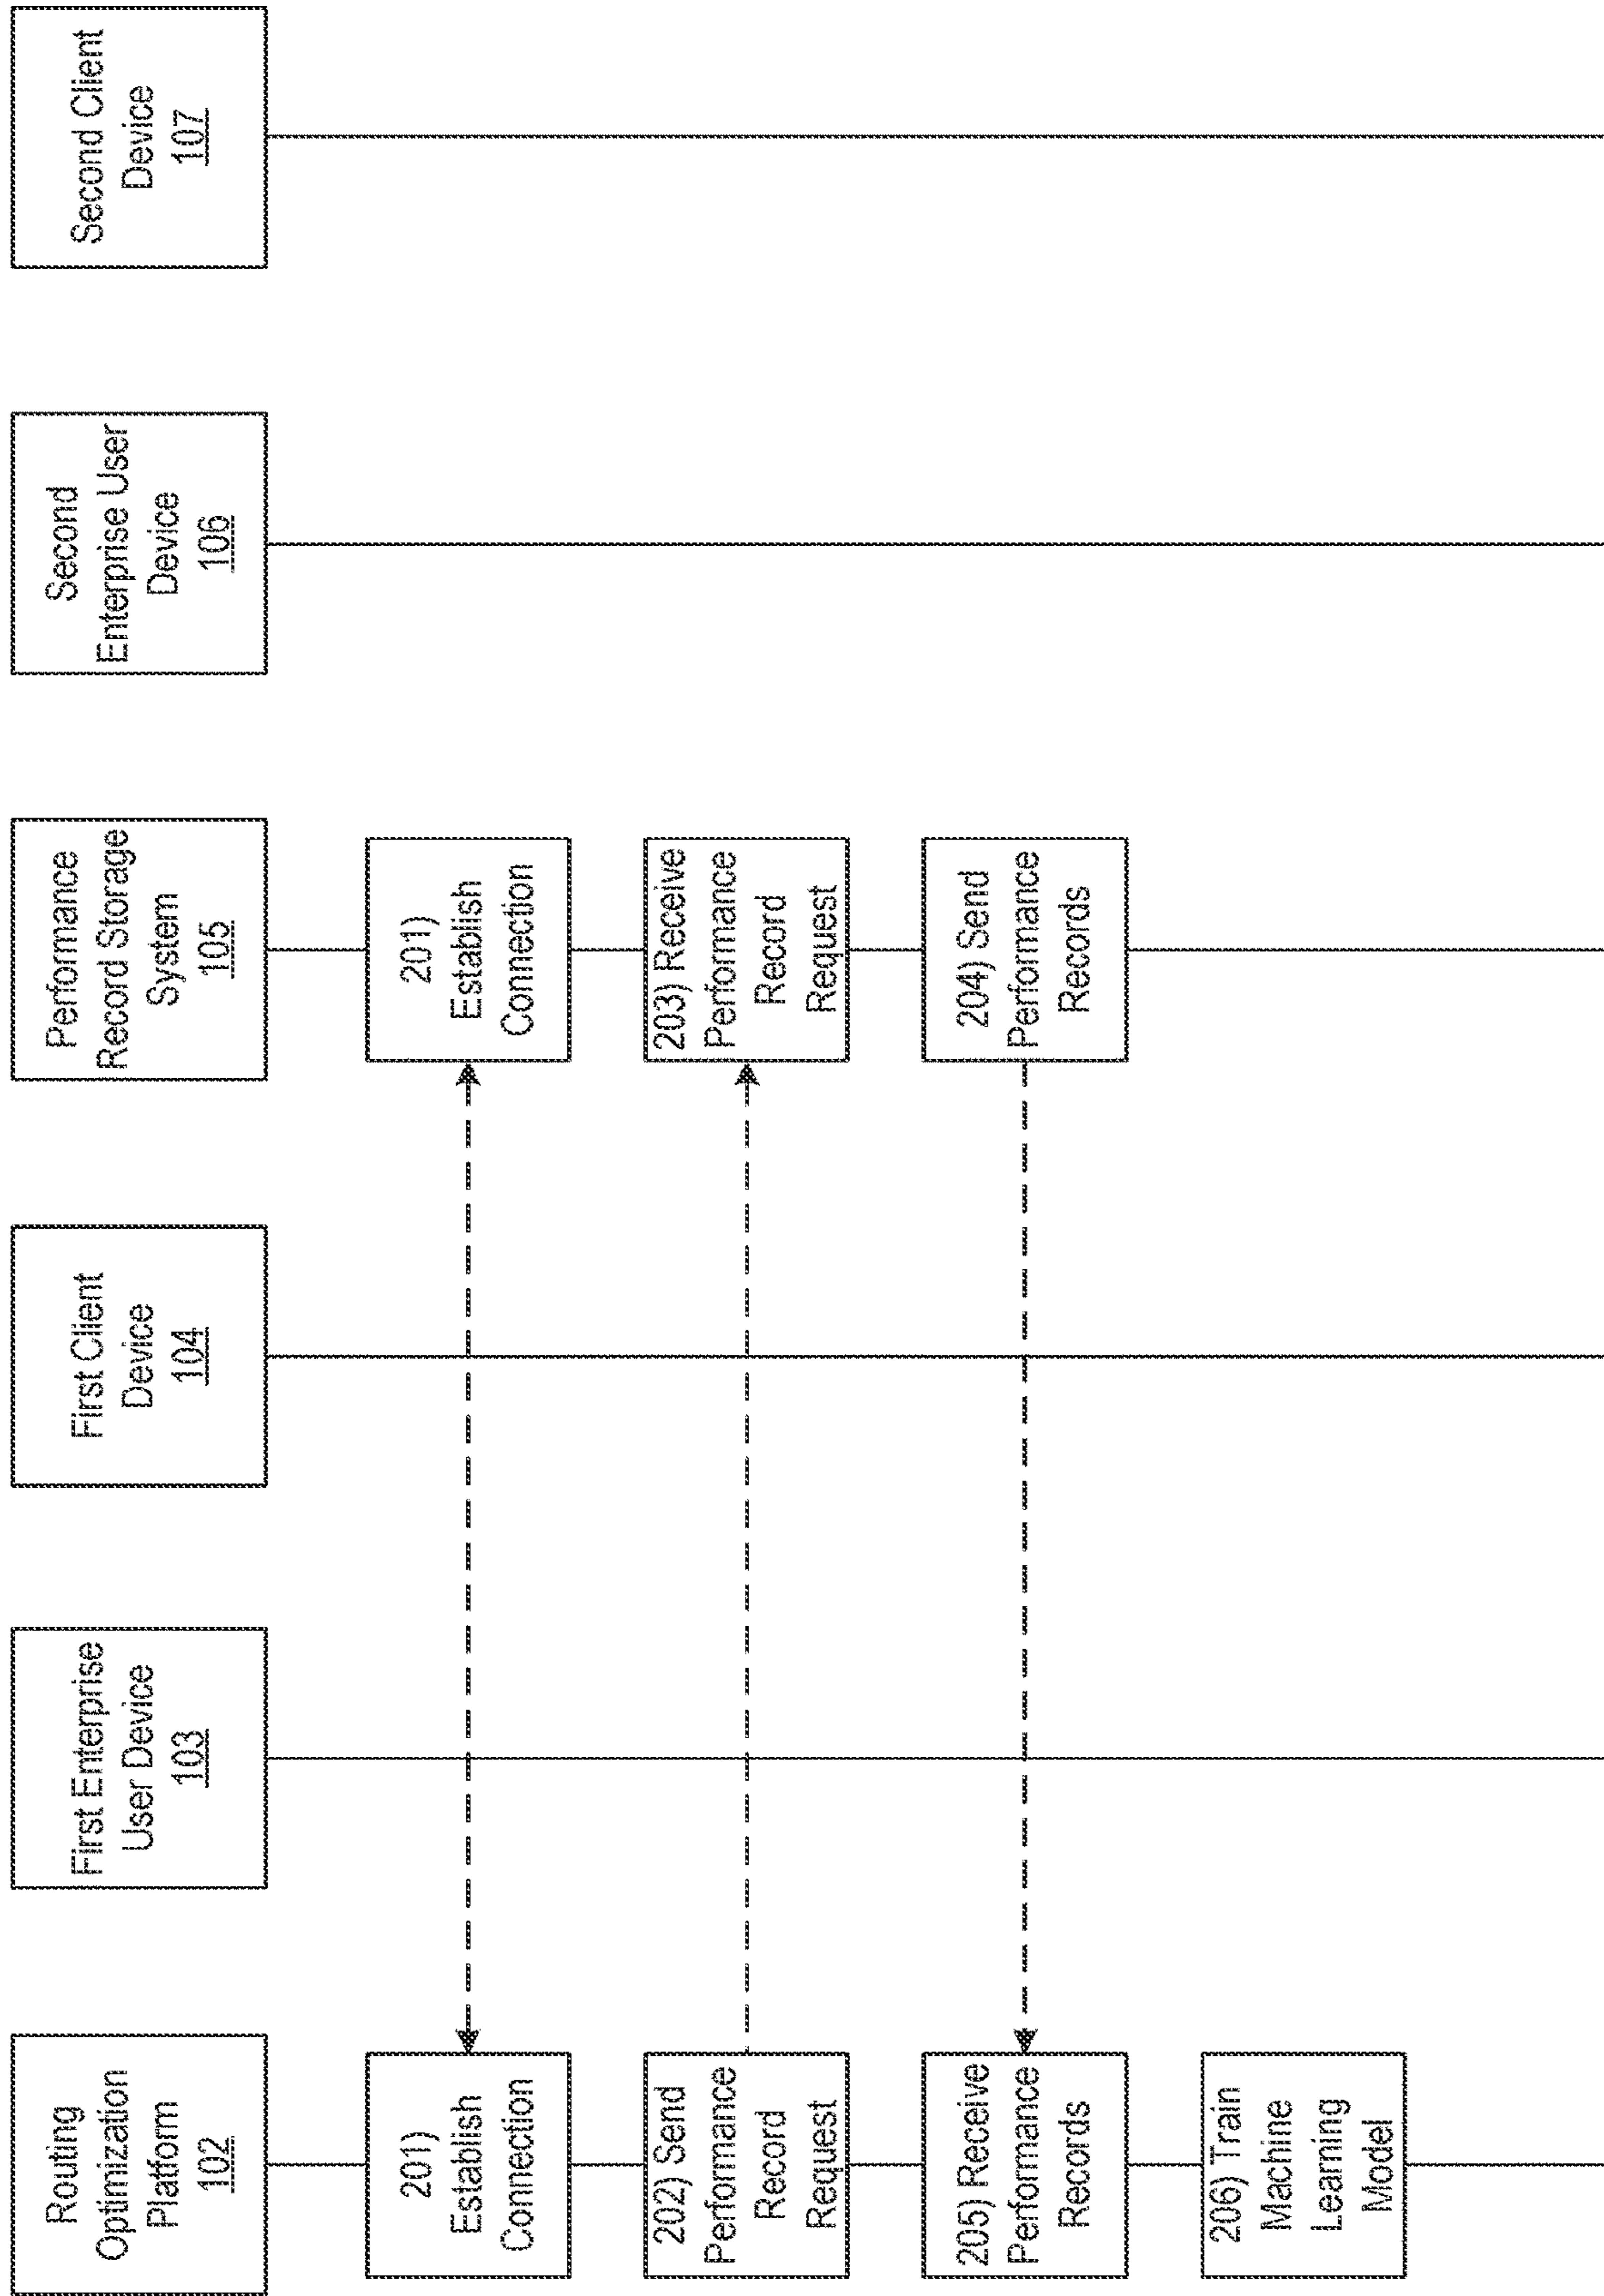 Routing
Optimization
Platform
102
First Enterprise
User Device
103
First Client
Device
104
Performance
Record Storage
System
105
Second
Enterprise User
Device
106
Second Client
Device
107
201)
Establish
Connection
201)
Establish
Connection
202) Send
Performance
Record
Request
203) Receive
Performance
Record
Request
205) Receive
Performance
Records
204) Send
Performance
Records
206) Train
Machine
Learning
Model